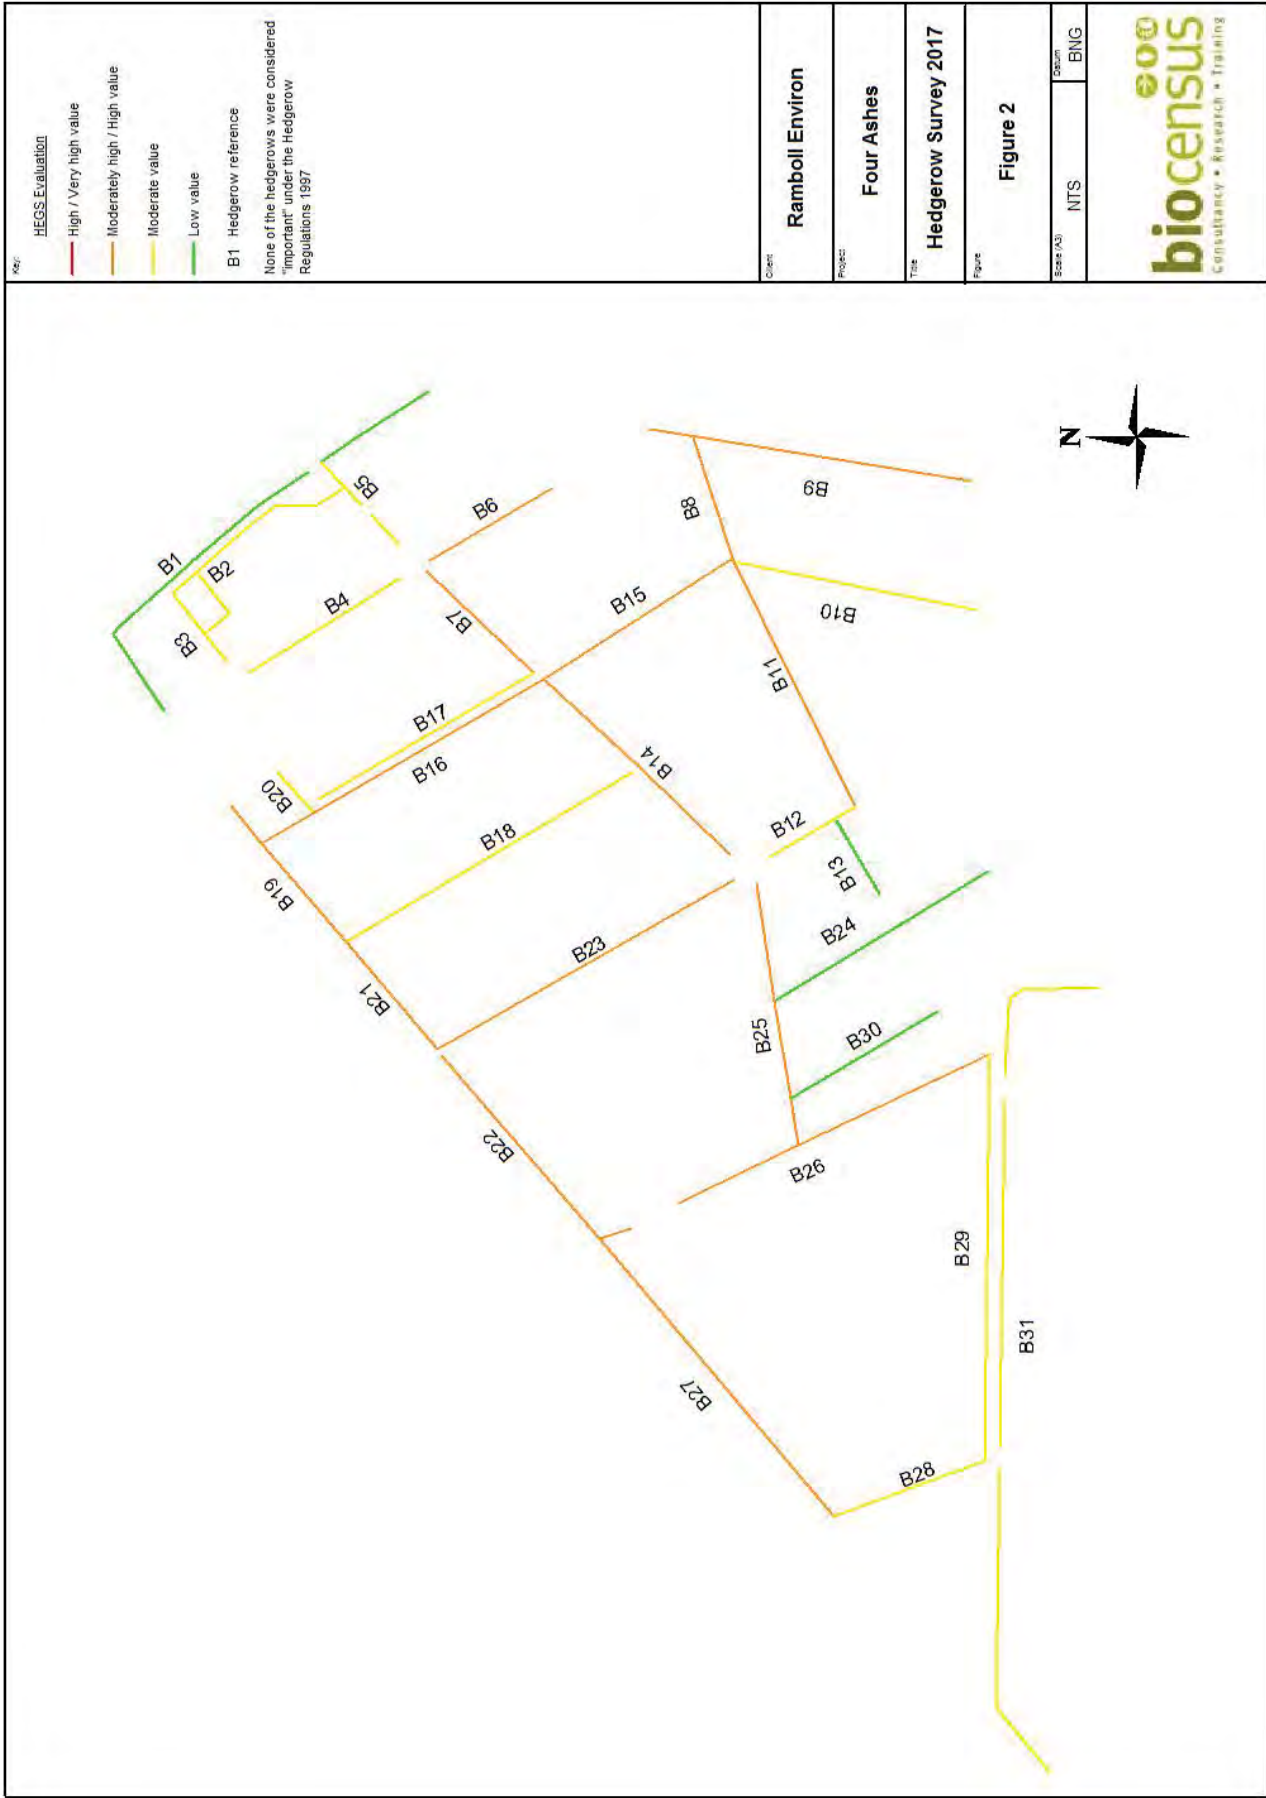 Key:
HEGS Evaluation
High / Very high value
Moderately high / High value
Moderate value
Low value
B1 Hedgerow reference
None of the hedgerows were considered
"important" under the Hedgerow
Regulations 1997
Client
Ramboll Environ
Project
Four Ashes
Title
Hedgerow Survey 2017
Figure
Figure 2
Scale (A3)
NTS
Datum
BNG
biocensus
Consultancy • Research • Training
N
B1
B2
B3
B4
B5
B6
B7
B8
B9
B10
B11
B12
B13
B14
B15
B16
B17
B18
B19
B20
B21
B22
B23
B24
B25
B26
B27
B28
B29
B30
B31